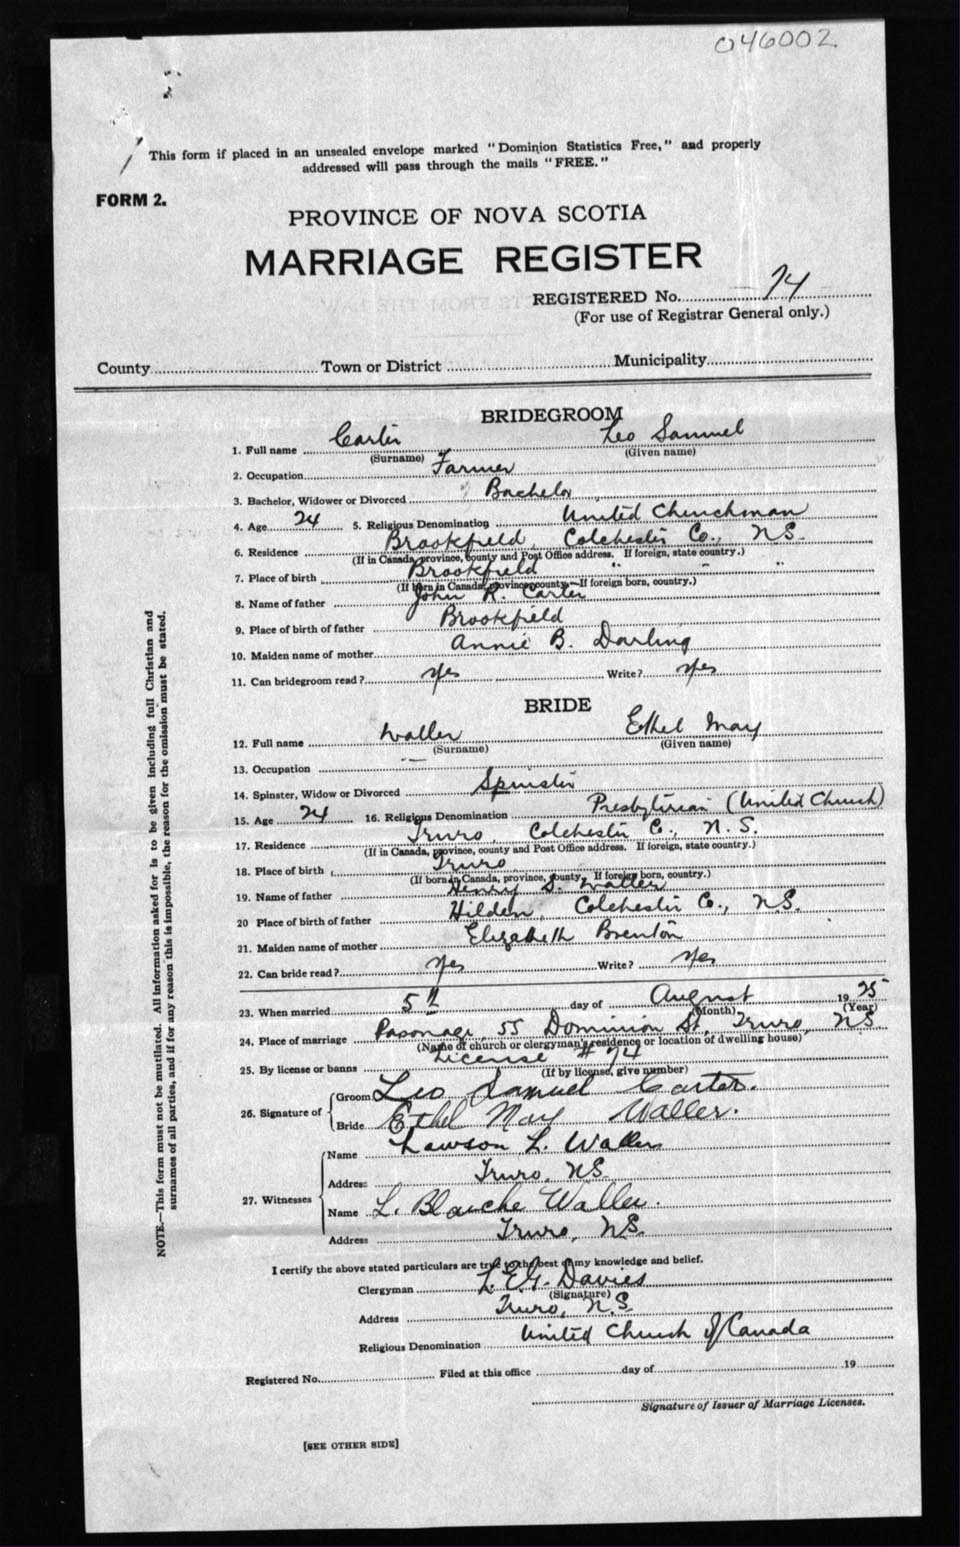 046002
This form if placed in an unsealed envelope marked "Dominion Statistics Free," and properly
addressed will pass through the mails "FREE."
FORM 2.
PROVINCE OF NOVA SCOTIA
MARRIAGE REGISTER
REGISTERED No. 74
(For use of Registrar General only.)
County Town or District Municipality
BRIDEGROOM
1. Full name Carter Leo Samuel
(Surname) (Given name)
2. Occupation Farmer
3. Bachelor, Widower or Divorced Bachelor
4. Age 24 5. Religious Denomination United Churchman
6. Residence Brookfield, Colchester Co., N.S.
(If in Canada, province, county and Post Office address. If foreign, state country.)
7. Place of birth Brookfield " " "
(If born in Canada, province, county.—If foreign born, country.)
8. Name of father John R. Carter
9. Place of birth of father Brookfield
10. Maiden name of mother Annie B. Darling
11. Can bridegroom read? Yes Write? Yes
BRIDE
12. Full name Waller Ethel May
(Surname) (Given name)
13. Occupation —
14. Spinster, Widow or Divorced Spinster
15. Age 24 16. Religious Denomination Presbyterian (United Church)
17. Residence Truro, Colchester Co., N.S.
(If in Canada, province, county and Post Office address. If foreign, state country.)
18. Place of birth Truro
(If born in Canada, province, county. If foreign born, country.)
19. Name of father Henry S. Waller
20 Place of birth of father Hilden, Colchester Co., N.S.
21. Maiden name of mother Elizabeth Brenton
22. Can bride read? Yes Write? Yes
23. When married 5th day of August 1925
(Month) (Year)
24. Place of marriage Parsonage, 55 Dominion St, Truro, NS
(Name of church or clergyman's residence or location of dwelling house)
25. By license or banns License #74
(If by license, give number)
26. Signature of Groom Leo Samuel Carter.
Bride Ethel May Waller.
27. Witnesses Name Lawson L. Waller
Address Truro, N.S.
Name L. Blanche Waller.
Address Truro, N.S.
I certify the above stated particulars are true to the best of my knowledge and belief.
Clergyman L. E. G. Davies
(Signature)
Address Truro, N.S.
Religious Denomination United Church of Canada
Registered No. Filed at this office day of 19
Signature of Issuer of Marriage Licenses.
[SEE OTHER SIDE]
NOTE.—This form must not be mutilated. All information asked for is to be given including full Christian and
surnames of all parties, and if for any reason this is impossible, the reason for the omission must be stated.